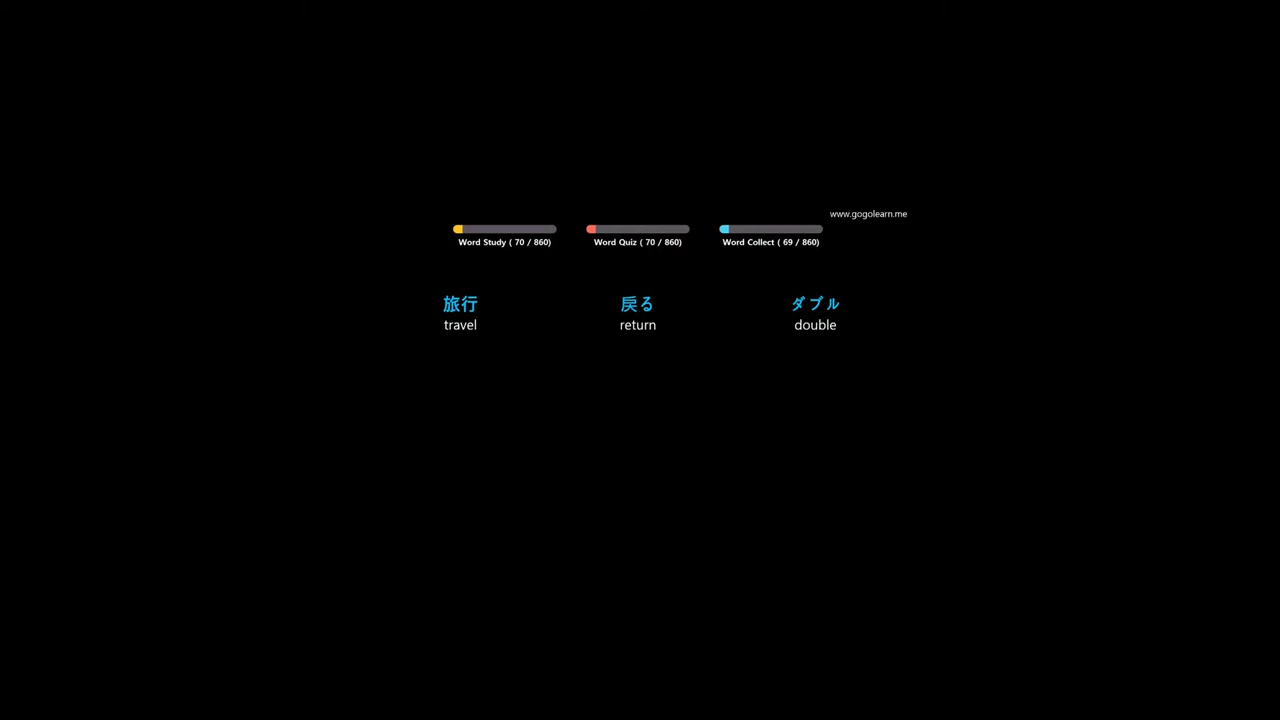 www.gogolearn.me
Word Study ( 70 / 860)
Word Quiz ( 70 / 860)
Word Collect ( 69 / 860)
旅行
travel
戻る
return
ダブル
double